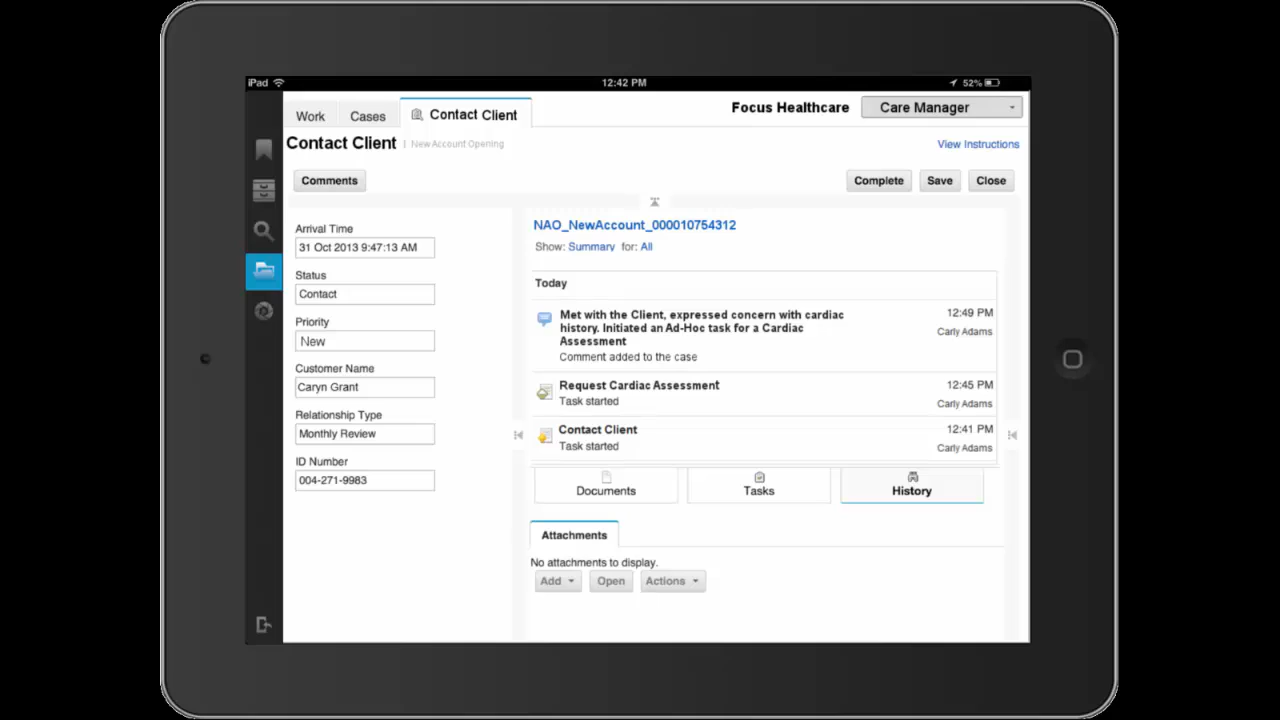 iPad 12:42 PM 52%
Work Cases Contact Client Focus Healthcare Care Manager
Contact Client New Account Opening View Instructions
Comments Complete Save Close
Arrival Time
31 Oct 2013 9:47:13 AM
Status
Contact
Priority
New
Customer Name
Caryn Grant
Relationship Type
Monthly Review
ID Number
004-271-9983
NAO_NewAccount_000010754312
Show: Summary for: All
Today
Met with the Client, expressed concern with cardiac 12:49 PM
history. Initiated an Ad-Hoc task for a Cardiac Carly Adams
Assessment
Comment added to the case
Request Cardiac Assessment 12:45 PM
Task started Carly Adams
Contact Client 12:41 PM
Task started Carly Adams
Documents Tasks History
Attachments
No attachments to display.
Add Open Actions